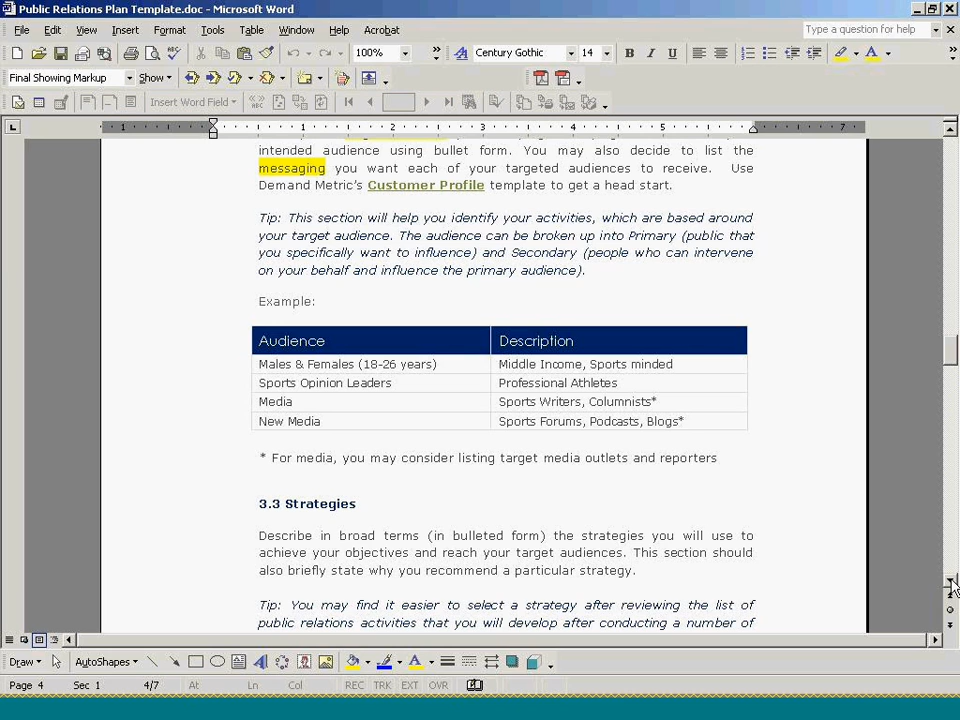 Public Relations Plan Template.doc - Microsoft Word
File Edit View Insert Format Tools Table Window Help Acrobat
Type a question for help
100% Century Gothic 14 B I U
Final Showing Markup Show
Insert Word Field
1 1 2 3 4 5 6 7
intended audience using bullet form. You may also decide to list the
messaging you want each of your targeted audiences to receive. Use
Demand Metric's Customer Profile template to get a head start.
Tip: This section will help you identify your activities, which are based around
your target audience. The audience can be broken up into Primary (public that
you specifically want to influence) and Secondary (people who can intervene
on your behalf and influence the primary audience).
Example:
Audience Description
Males & Females (18-26 years) Middle Income, Sports minded
Sports Opinion Leaders Professional Athletes
Media Sports Writers, Columnists*
New Media Sports Forums, Podcasts, Blogs*
* For media, you may consider listing target media outlets and reporters
3.3 Strategies
Describe in broad terms (in bulleted form) the strategies you will use to
achieve your objectives and reach your target audiences. This section should
also briefly state why you recommend a particular strategy.
Tip: You may find it easier to select a strategy after reviewing the list of
public relations activities that you will develop after conducting a number of
Draw AutoShapes
Page 4 Sec 1 4/7 At Ln Col REC TRK EXT OVR